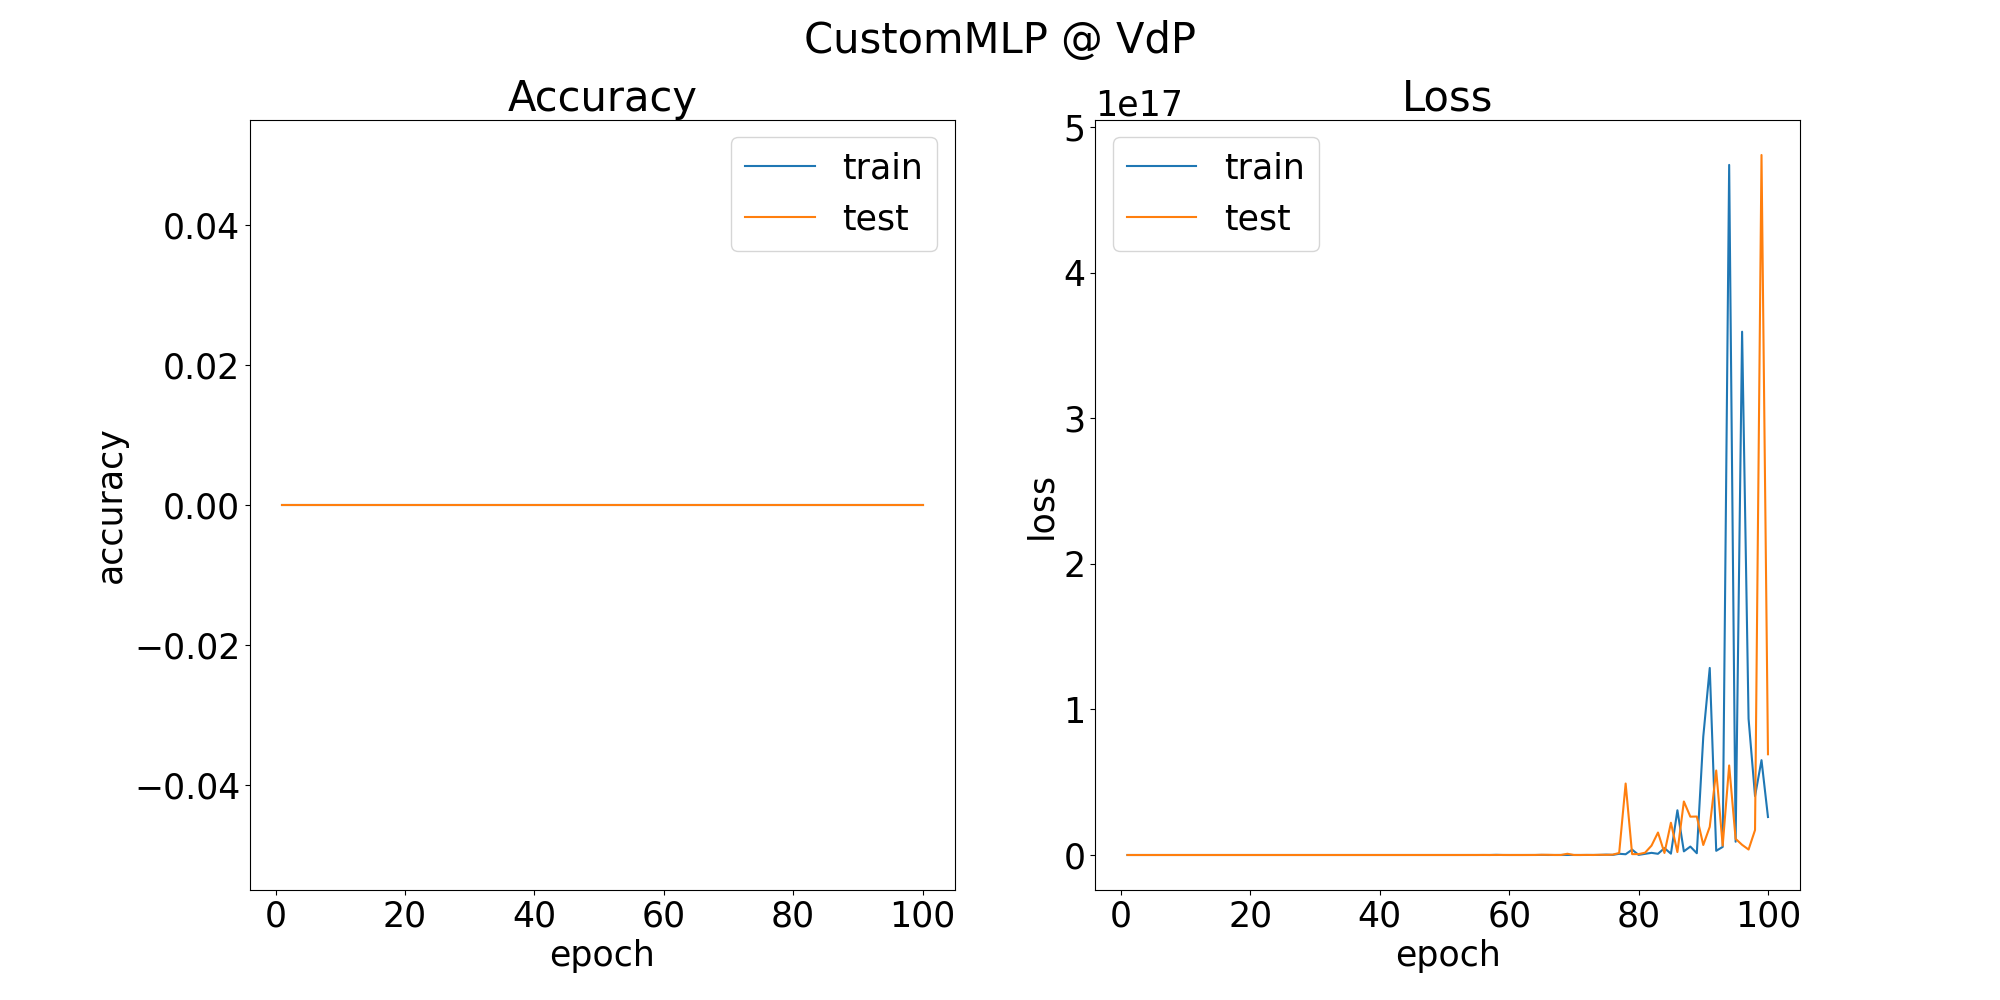 CustomMLP @ VdP
Accuracy
train
test
0.04
0.02
0.00
−0.02
−0.04
accuracy
0 20 40 60 80 100
epoch
Loss
1e17
train
test
5
4
3
2
1
0
loss
0 20 40 60 80 100
epoch